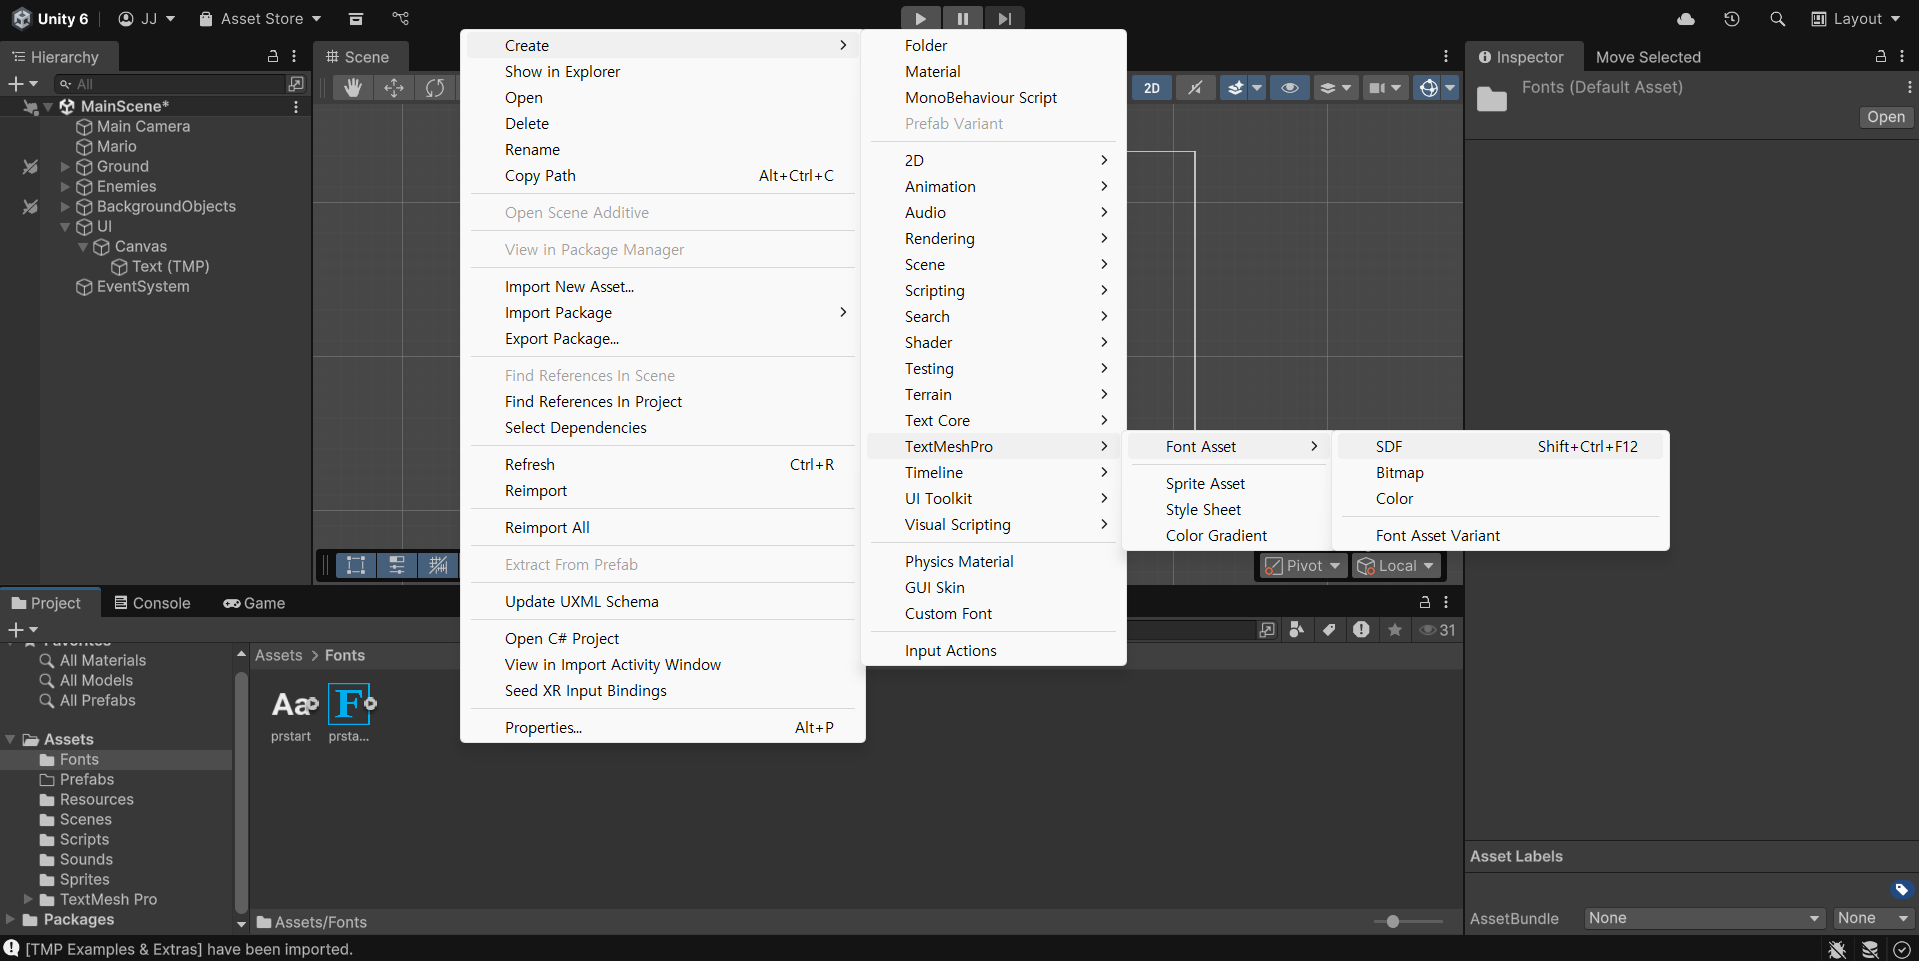 Unity 6
JJ
Asset Store
Layout
Hierarchy
All
MainScene*
Main Camera
Mario
Ground
Enemies
BackgroundObjects
UI
Canvas
Text (TMP)
EventSystem
Scene
2D
Pivot
Local
Create
Show in Explorer
Open
Delete
Rename
Copy Path Alt+Ctrl+C
Open Scene Additive
View in Package Manager
Import New Asset...
Import Package
Export Package...
Find References In Scene
Find References In Project
Select Dependencies
Refresh Ctrl+R
Reimport
Reimport All
Extract From Prefab
Update UXML Schema
Open C# Project
View in Import Activity Window
Seed XR Input Bindings
Properties... Alt+P
Folder
Material
MonoBehaviour Script
Prefab Variant
2D
Animation
Audio
Rendering
Scene
Scripting
Search
Shader
Testing
Terrain
Text Core
TextMeshPro
Timeline
UI Toolkit
Visual Scripting
Physics Material
GUI Skin
Custom Font
Input Actions
Font Asset
Sprite Asset
Style Sheet
Color Gradient
SDF Shift+Ctrl+F12
Bitmap
Color
Font Asset Variant
Inspector
Move Selected
Fonts (Default Asset)
Open
Asset Labels
AssetBundle
None
None
Project
Console
Game
31
Favorites
All Materials
All Models
All Prefabs
Assets
Fonts
Prefabs
Resources
Scenes
Scripts
Sounds
Sprites
TextMesh Pro
Packages
Assets > Fonts
Aa
F
prstart
prsta...
Assets/Fonts
[TMP Examples & Extras] have been imported.